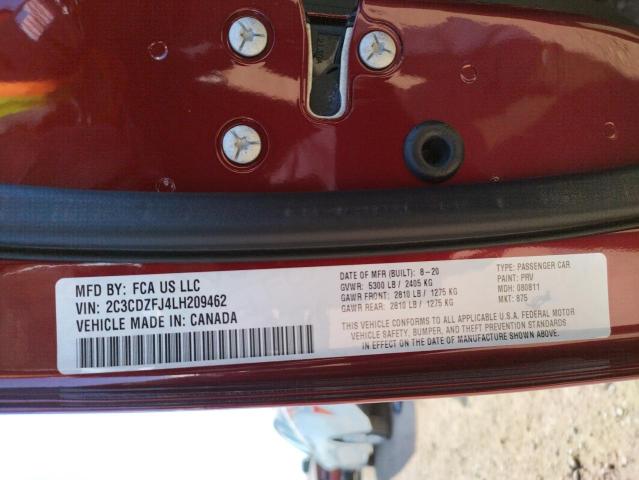 MFD BY: FCA US LLC
VIN: 2C3CDZFJ4LH209462
VEHICLE MADE IN: CANADA
DATE OF MFR (BUILT): 8-20
GVWR: 5300 LB / 2405 KG
GAWR FRONT: 2810 LB / 1275 KG
GAWR REAR: 2810 LB / 1275 KG
TYPE: PASSENGER CAR
PAINT: PRV
MDH: 080811
MKT: 875
THIS VEHICLE CONFORMS TO ALL APPLICABLE U.S.A. FEDERAL MOTOR
VEHICLE SAFETY, BUMPER, AND THEFT PREVENTION STANDARDS
IN EFFECT ON THE DATE OF MANUFACTURE SHOWN ABOVE.